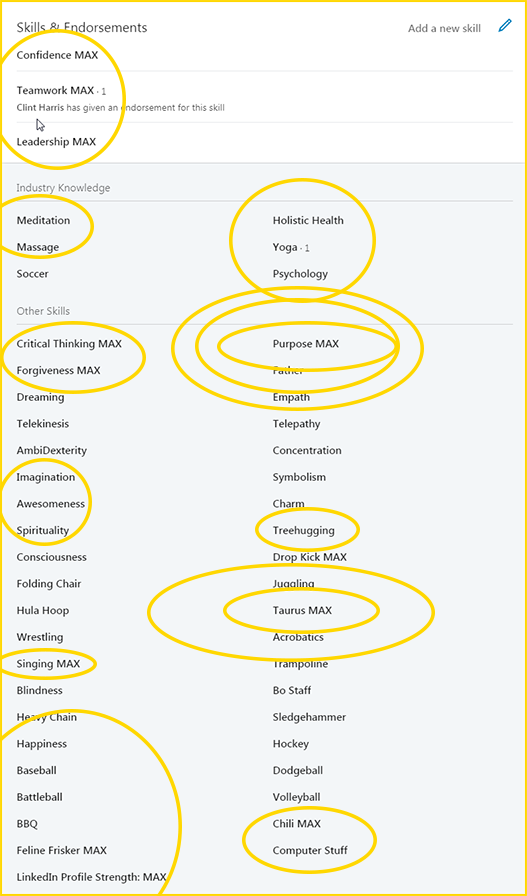 Skills & Endorsements
Add a new skill
Confidence MAX
Teamwork MAX · 1
Clint Harris has given an endorsement for this skill
Leadership MAX
Industry Knowledge
Meditation
Holistic Health
Massage
Yoga · 1
Soccer
Psychology
Other Skills
Critical Thinking MAX
Purpose MAX
Forgiveness MAX
Father
Dreaming
Empath
Telekinesis
Telepathy
AmbiDexterity
Concentration
Imagination
Symbolism
Awesomeness
Charm
Spirituality
Treehugging
Consciousness
Drop Kick MAX
Folding Chair
Juggling
Hula Hoop
Taurus MAX
Wrestling
Acrobatics
Singing MAX
Trampoline
Blindness
Bo Staff
Heavy Chain
Sledgehammer
Happiness
Hockey
Baseball
Dodgeball
Battleball
Volleyball
BBQ
Chili MAX
Feline Frisker MAX
Computer Stuff
LinkedIn Profile Strength: MAX